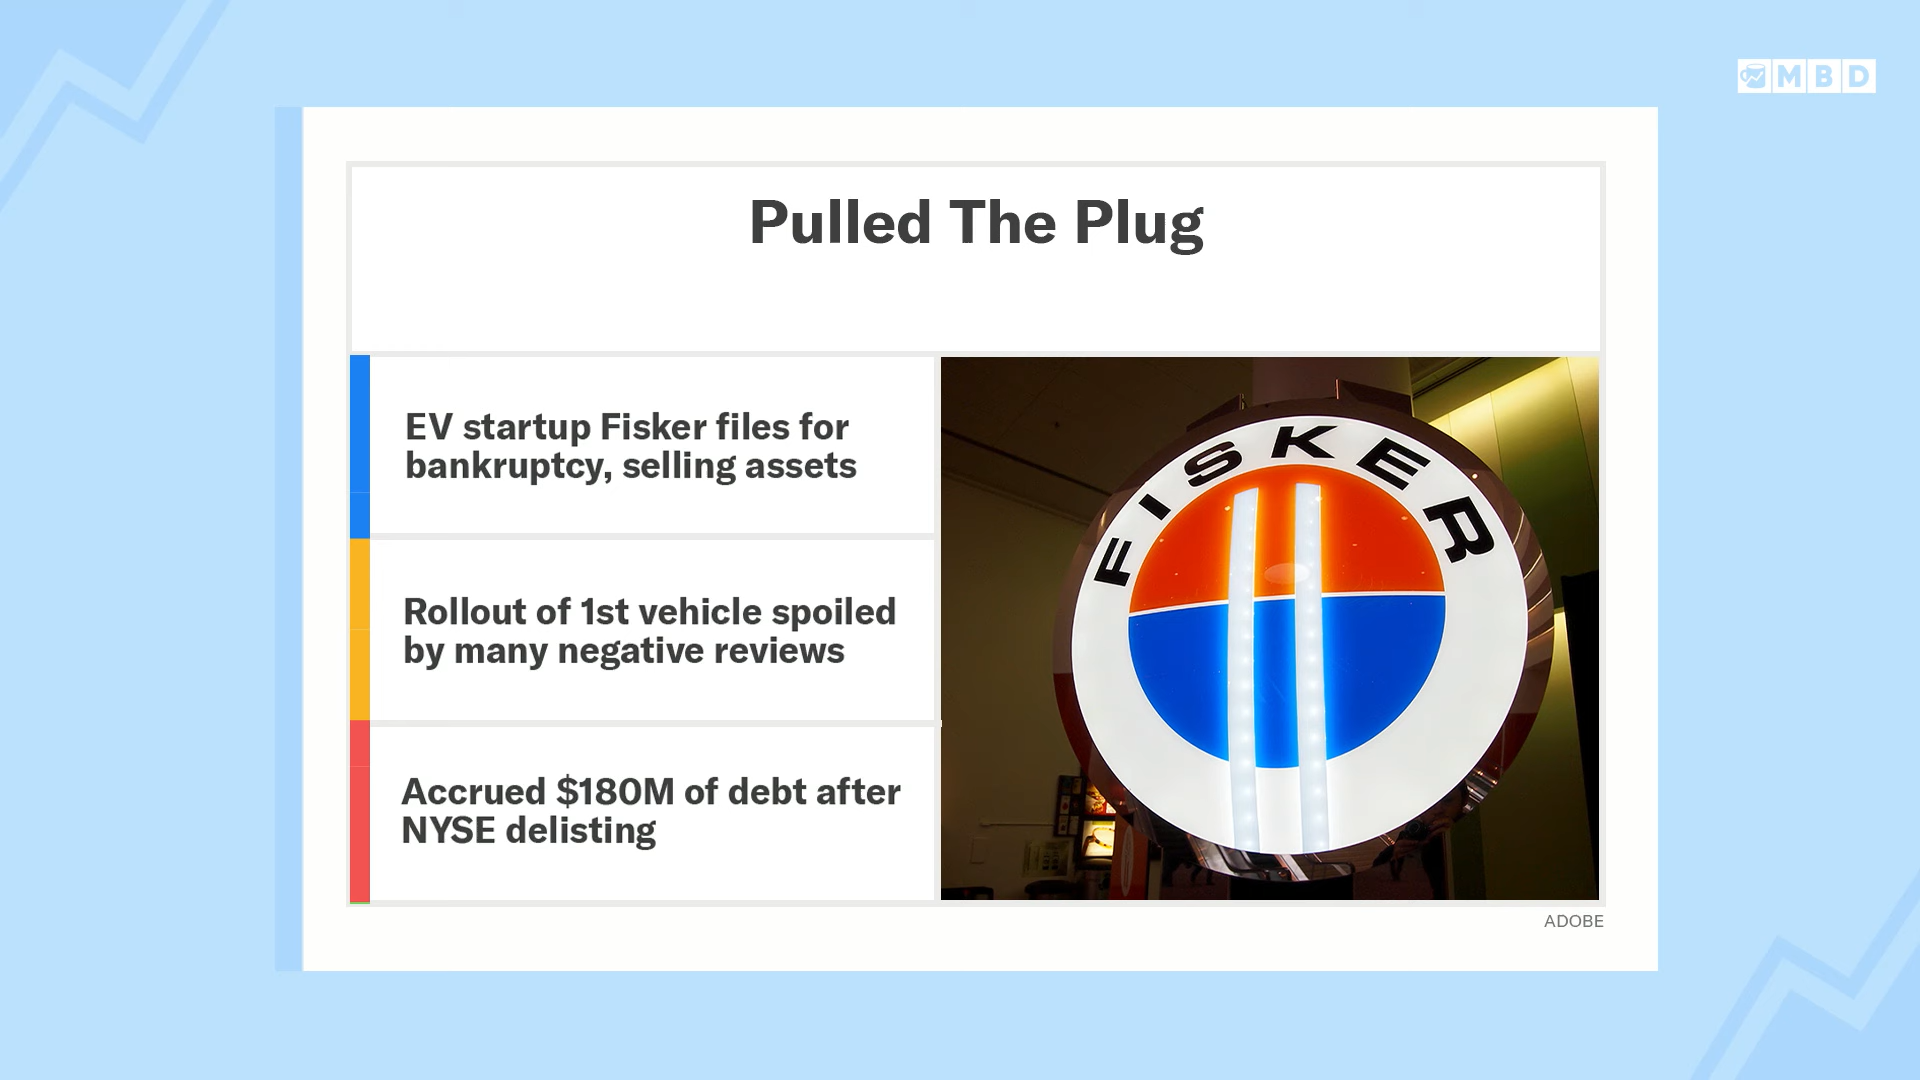 MBD
Pulled The Plug
EV startup Fisker files for
bankruptcy, selling assets
Rollout of 1st vehicle spoiled
by many negative reviews
Accrued $180M of debt after
NYSE delisting
FISKER
ADOBE